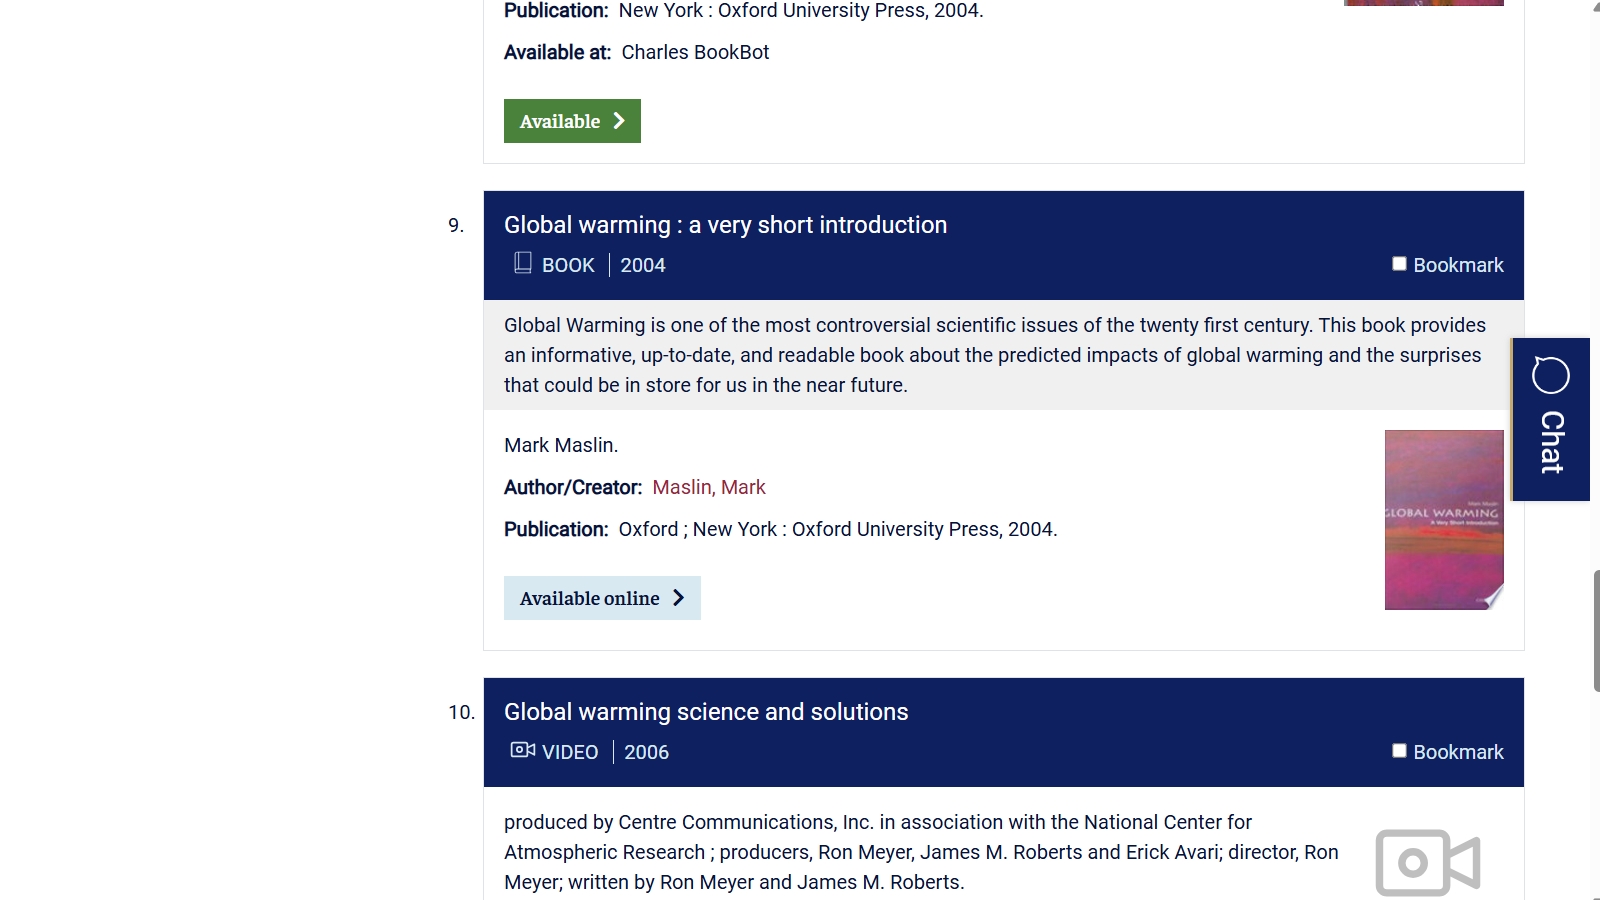 Publication: New York : Oxford University Press, 2004.
Available at: Charles BookBot
Available
9.
Global warming : a very short introduction
BOOK 2004
Bookmark
Global Warming is one of the most controversial scientific issues of the twenty first century. This book provides
an informative, up-to-date, and readable book about the predicted impacts of global warming and the surprises
that could be in store for us in the near future.
Mark Maslin.
Author/Creator: Maslin, Mark
Publication: Oxford ; New York : Oxford University Press, 2004.
Available online
GLOBAL WARMING
A Very Short Introduction
Chat
10.
Global warming science and solutions
VIDEO 2006
Bookmark
produced by Centre Communications, Inc. in association with the National Center for
Atmospheric Research ; producers, Ron Meyer, James M. Roberts and Erick Avari; director, Ron
Meyer; written by Ron Meyer and James M. Roberts.